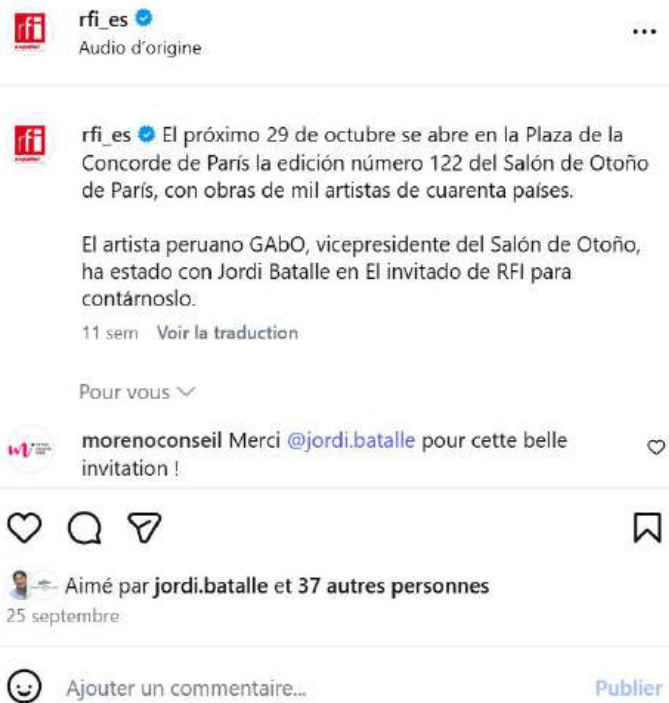 rfi
español
rfi_es
Audio d'origine
rfi
español
rfi_es El próximo 29 de octubre se abre en la Plaza de la
Concorde de París la edición número 122 del Salón de Otoño
de París, con obras de mil artistas de cuarenta países.
El artista peruano GAbO, vicepresidente del Salón de Otoño,
ha estado con Jordi Batalle en El invitado de RFI para
contárnoslo.
11 sem Voir la traduction
Pour vous
morenoconseil Merci @jordi.batalle pour cette belle
invitation !
Aimé par jordi.batalle et 37 autres personnes
25 septembre
Ajouter un commentaire...
Publier